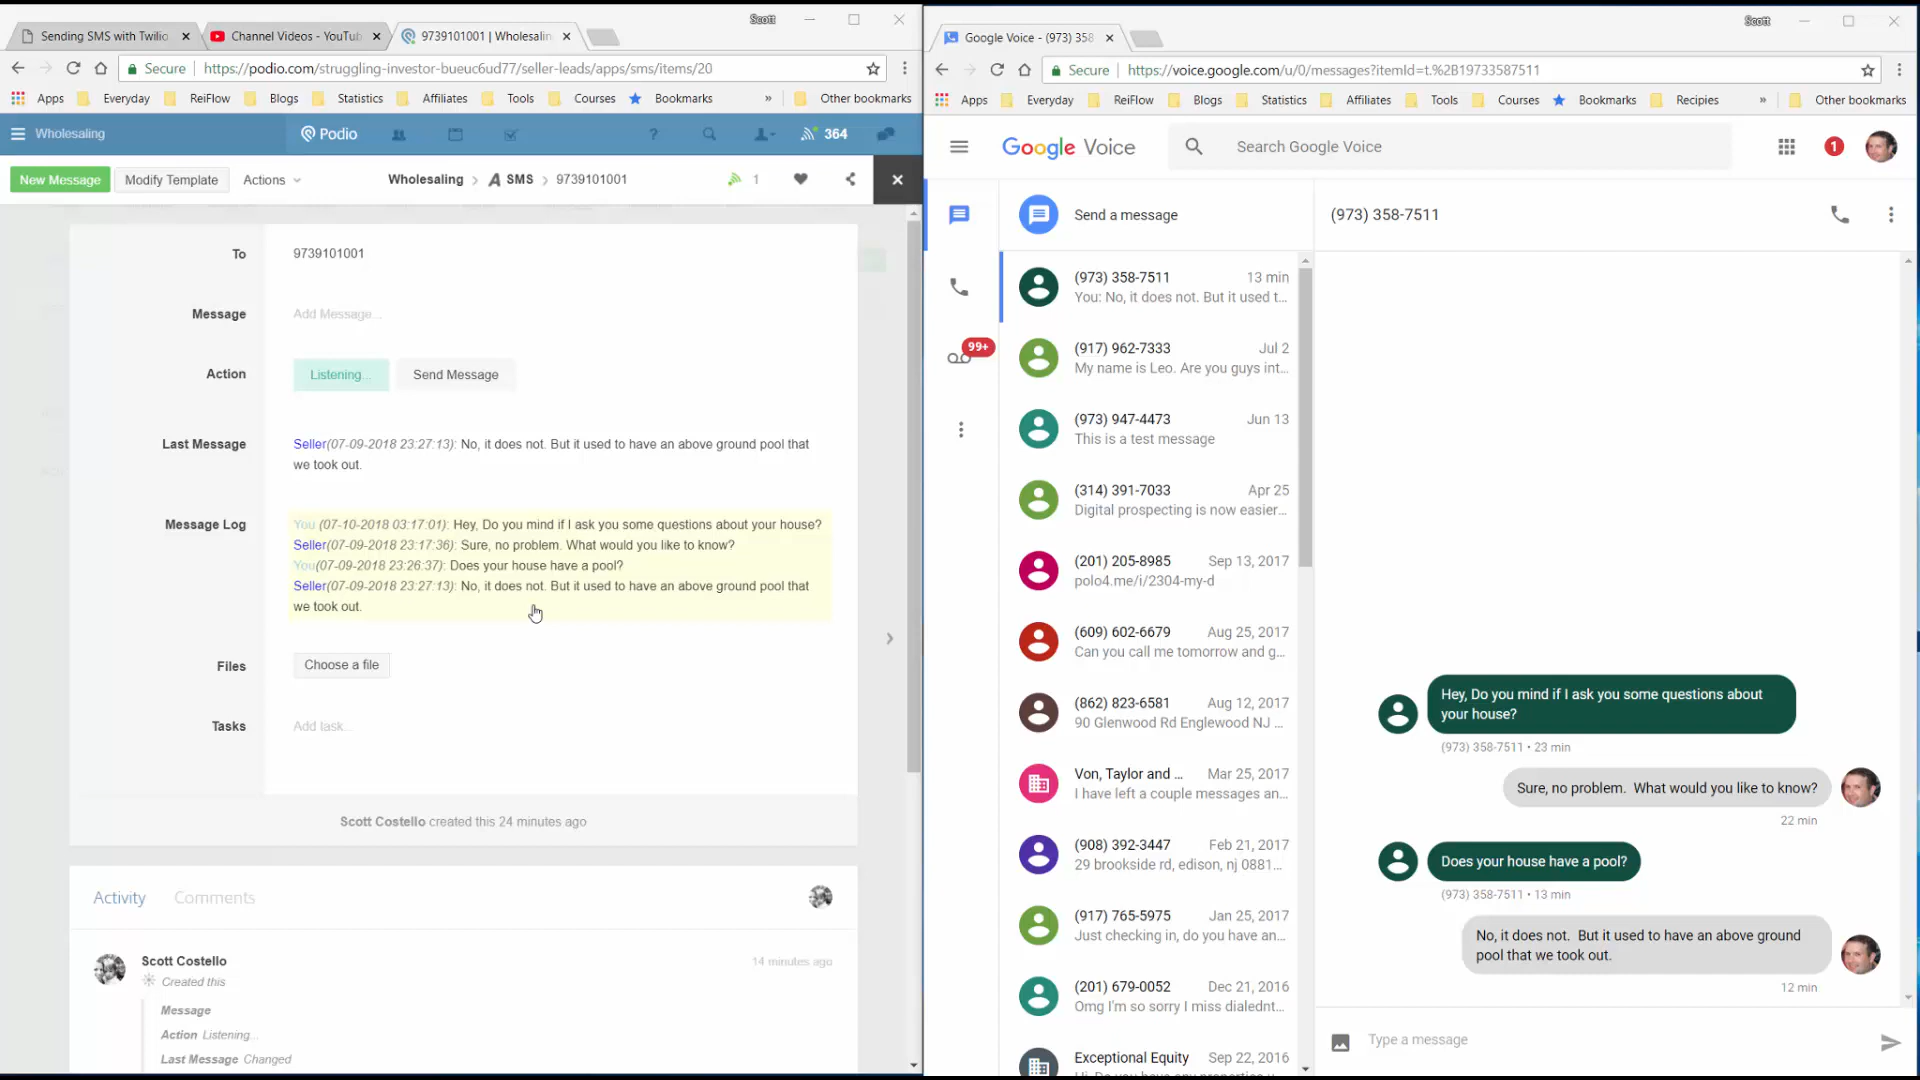 Scott
Sending SMS with Twilio
Channel Videos - YouTub
9739101001 | Wholesalin
Secure
https://podio.com/struggling-investor-bueuc6ud77/seller-leads/apps/sms/items/20
Apps
Everyday
ReiFlow
Blogs
Statistics
Affiliates
Tools
Courses
Bookmarks
»
Other bookmarks
Wholesaling
Podio
?
364
New Message
Modify Template
Actions
Wholesaling > SMS > 9739101001
1
To
9739101001
Message
Add Message...
Action
Listening...
Send Message
Last Message
Seller(07-09-2018 23:27:13): No, it does not. But it used to have an above ground pool that
we took out.
Message Log
You (07-10-2018 03:17:01): Hey, Do you mind if I ask you some questions about your house?
Seller(07-09-2018 23:17:36): Sure, no problem. What would you like to know?
You(07-09-2018 23:26:37): Does your house have a pool?
Seller(07-09-2018 23:27:13): No, it does not. But it used to have an above ground pool that
we took out.
Files
Choose a file
Tasks
Add task...
Scott Costello created this 24 minutes ago
Activity
Comments
Scott Costello
14 minutes ago
Created this
Message
Action Listening...
Last Message Changed
Scott
Google Voice - (973) 358
Secure
https://voice.google.com/u/0/messages?itemId=t.%2B19733587511
Apps
Everyday
ReiFlow
Blogs
Statistics
Affiliates
Tools
Courses
Bookmarks
Recipies
»
Other bookmarks
Google Voice
Search Google Voice
1
99+
Send a message
(973) 358-7511 13 min
You: No, it does not. But it used t...
(917) 962-7333 Jul 2
My name is Leo. Are you guys int...
(973) 947-4473 Jun 13
This is a test message
(314) 391-7033 Apr 25
Digital prospecting is now easier...
(201) 205-8985 Sep 13, 2017
polo4.me/i/2304-my-d
(609) 602-6679 Aug 25, 2017
Can you call me tomorrow and g...
(862) 823-6581 Aug 12, 2017
90 Glenwood Rd Englewood NJ ...
Von, Taylor and ... Mar 25, 2017
I have left a couple messages an...
(908) 392-3447 Feb 21, 2017
29 brookside rd, edison, nj 0881...
(917) 765-5975 Jan 25, 2017
Just checking in, do you have an...
(201) 679-0052 Dec 21, 2016
Omg I'm so sorry I miss dialednt...
Exceptional Equity Sep 22, 2016
(973) 358-7511
Hey, Do you mind if I ask you some questions about
your house?
(973) 358-7511 • 23 min
Sure, no problem. What would you like to know?
22 min
Does your house have a pool?
(973) 358-7511 • 13 min
No, it does not. But it used to have an above ground
pool that we took out.
12 min
Type a message